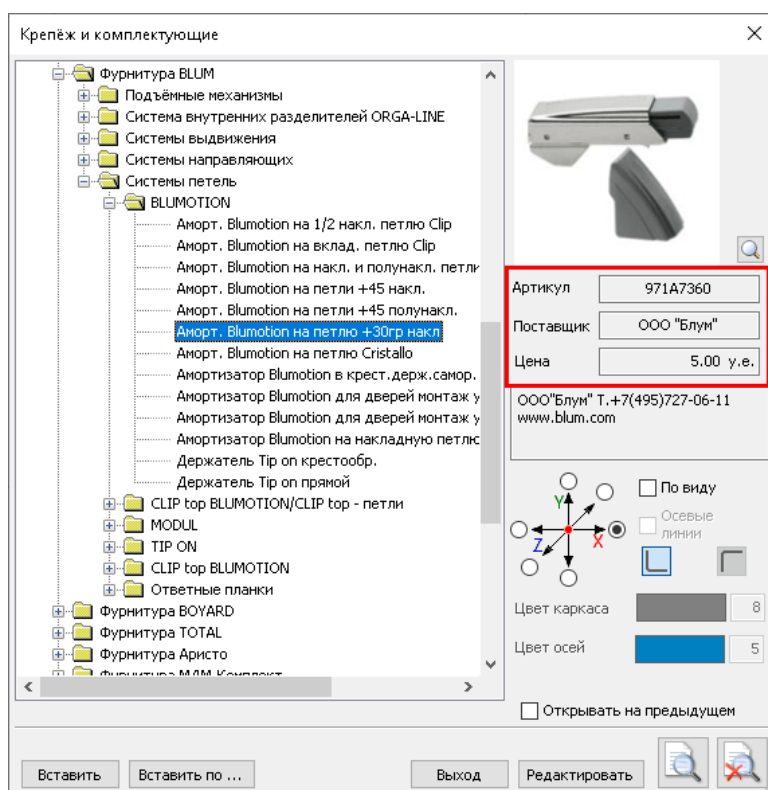 Крепёж и комплектующие
Фурнитура BLUM
Подъёмные механизмы
Система внутренних разделителей ORGA-LINE
Системы выдвижения
Системы направляющих
Системы петель
BLUMOTION
Аморт. Blumotion на 1/2 накл. петлю Clip
Аморт. Blumotion на вклад. петлю Clip
Аморт. Blumotion на накл. и полунакл. петли
Аморт. Blumotion на петли +45 накл.
Аморт. Blumotion на петли +45 полунакл.
Аморт. Blumotion на петлю +30гр накл
Аморт. Blumotion на петлю Cristallo
Амортизатор Blumotion в крест.держ.самор.
Амортизатор Blumotion для дверей монтаж у
Амортизатор Blumotion для дверей монтаж у
Амортизатор Blumotion на накладную петлю
Держатель Tip on крестообр.
Держатель Tip on прямой
CLIP top BLUMOTION/CLIP top - петли
MODUL
TIP ON
CLIP top BLUMOTION
Ответные планки
Фурнитура BOYARD
Фурнитура TOTAL
Фурнитура Аристо
Фурнитура МДМ-Комплект
Артикул 971A7360
Поставщик ООО "Блум"
Цена 5.00 у.е.
ООО"Блум" Т.+7(495)727-06-11
www.blum.com
Y
Z
X
По виду
Осевые
линии
Цвет каркаса 8
Цвет осей 5
Открывать на предыдущем
Вставить
Вставить по ...
Выход
Редактировать